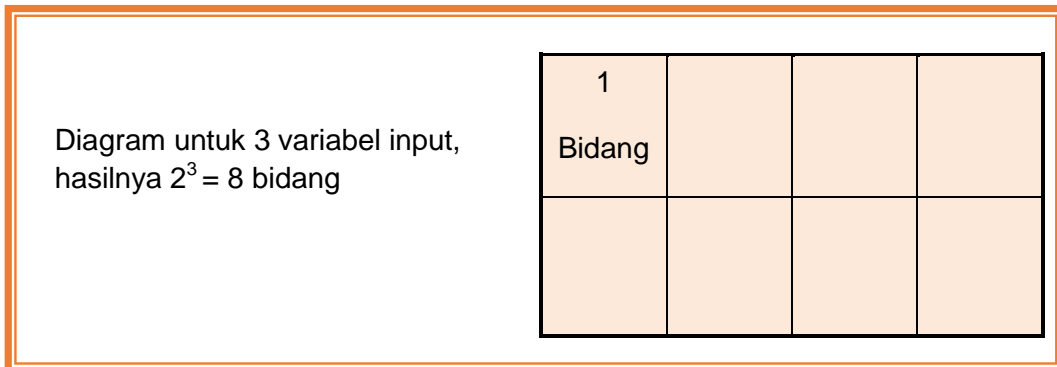 Diagram untuk 3 variabel input,
hasilnya 2³ = 8 bidang
1
Bidang